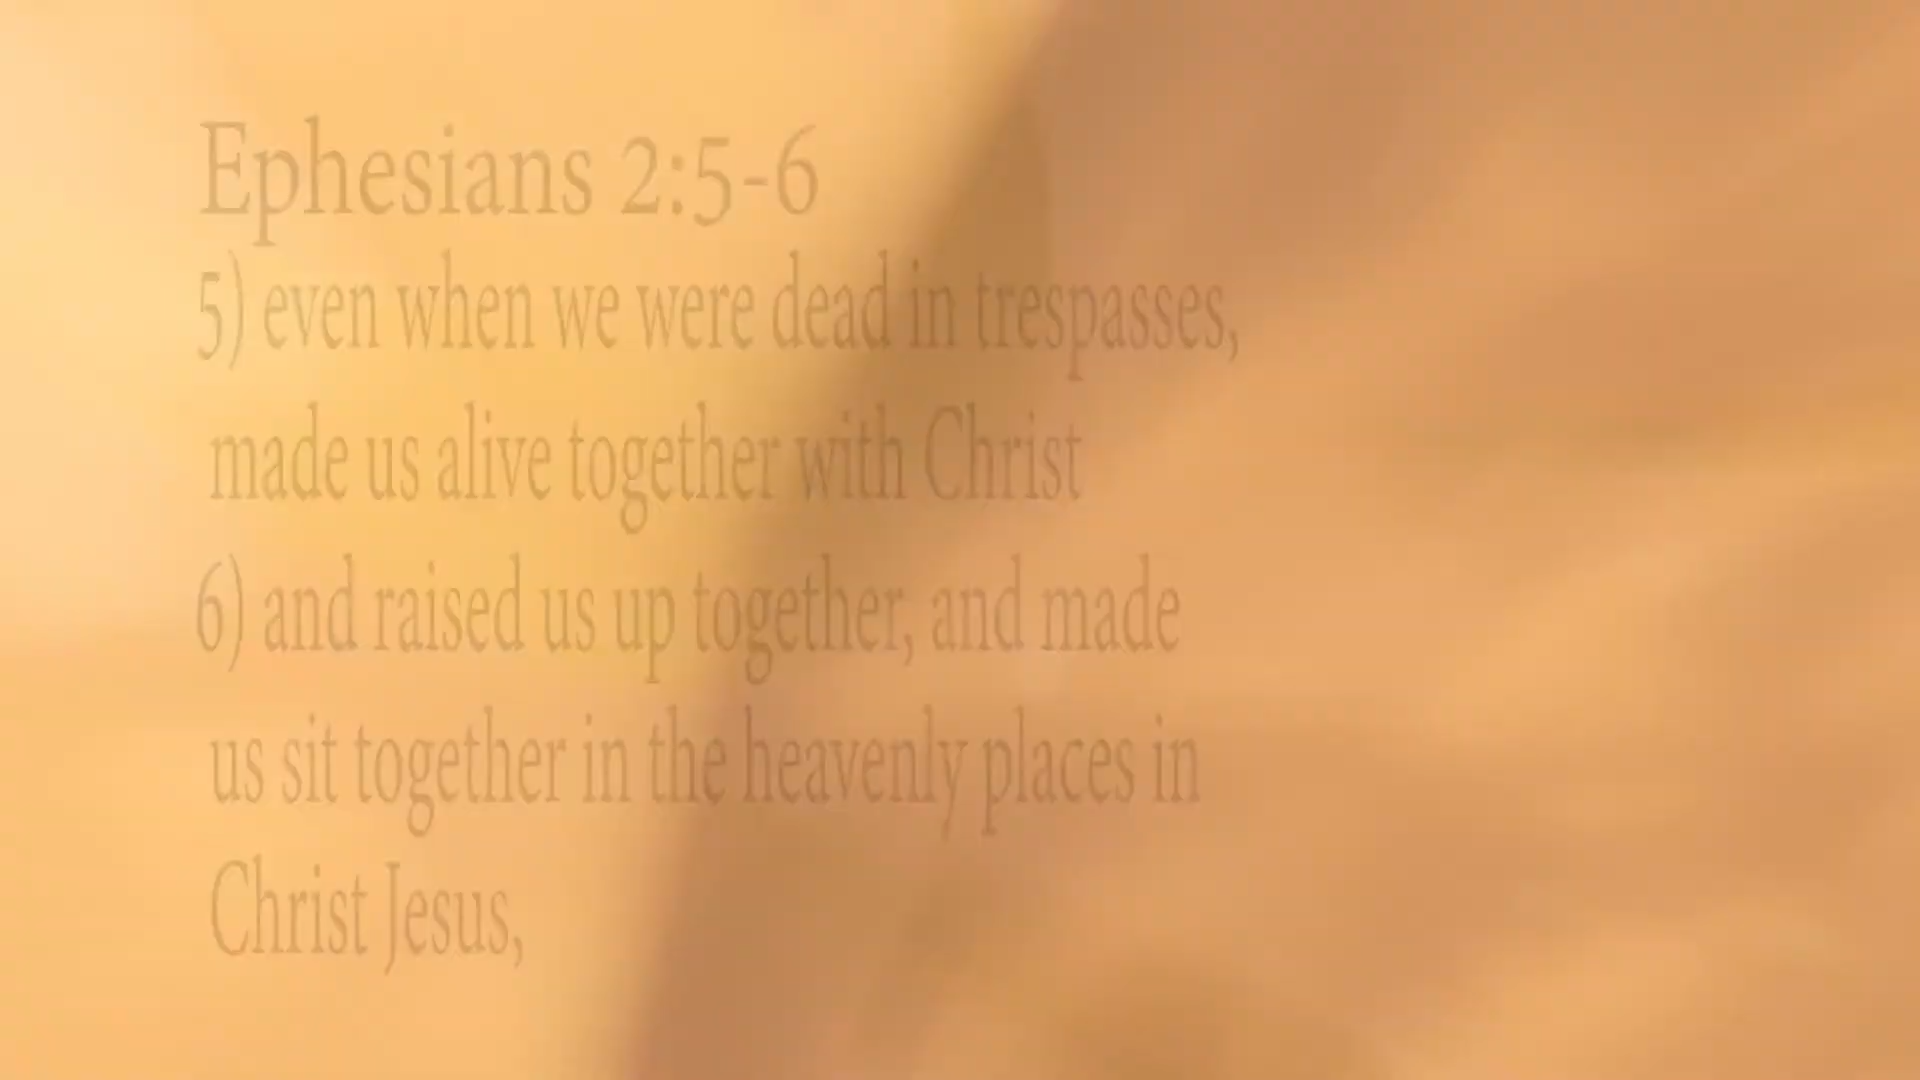 Ephesians 2:5-6
5) even when we were dead in trespasses,
made us alive together with Christ
6) and raised us up together, and made
us sit together in the heavenly places in
Christ Jesus,